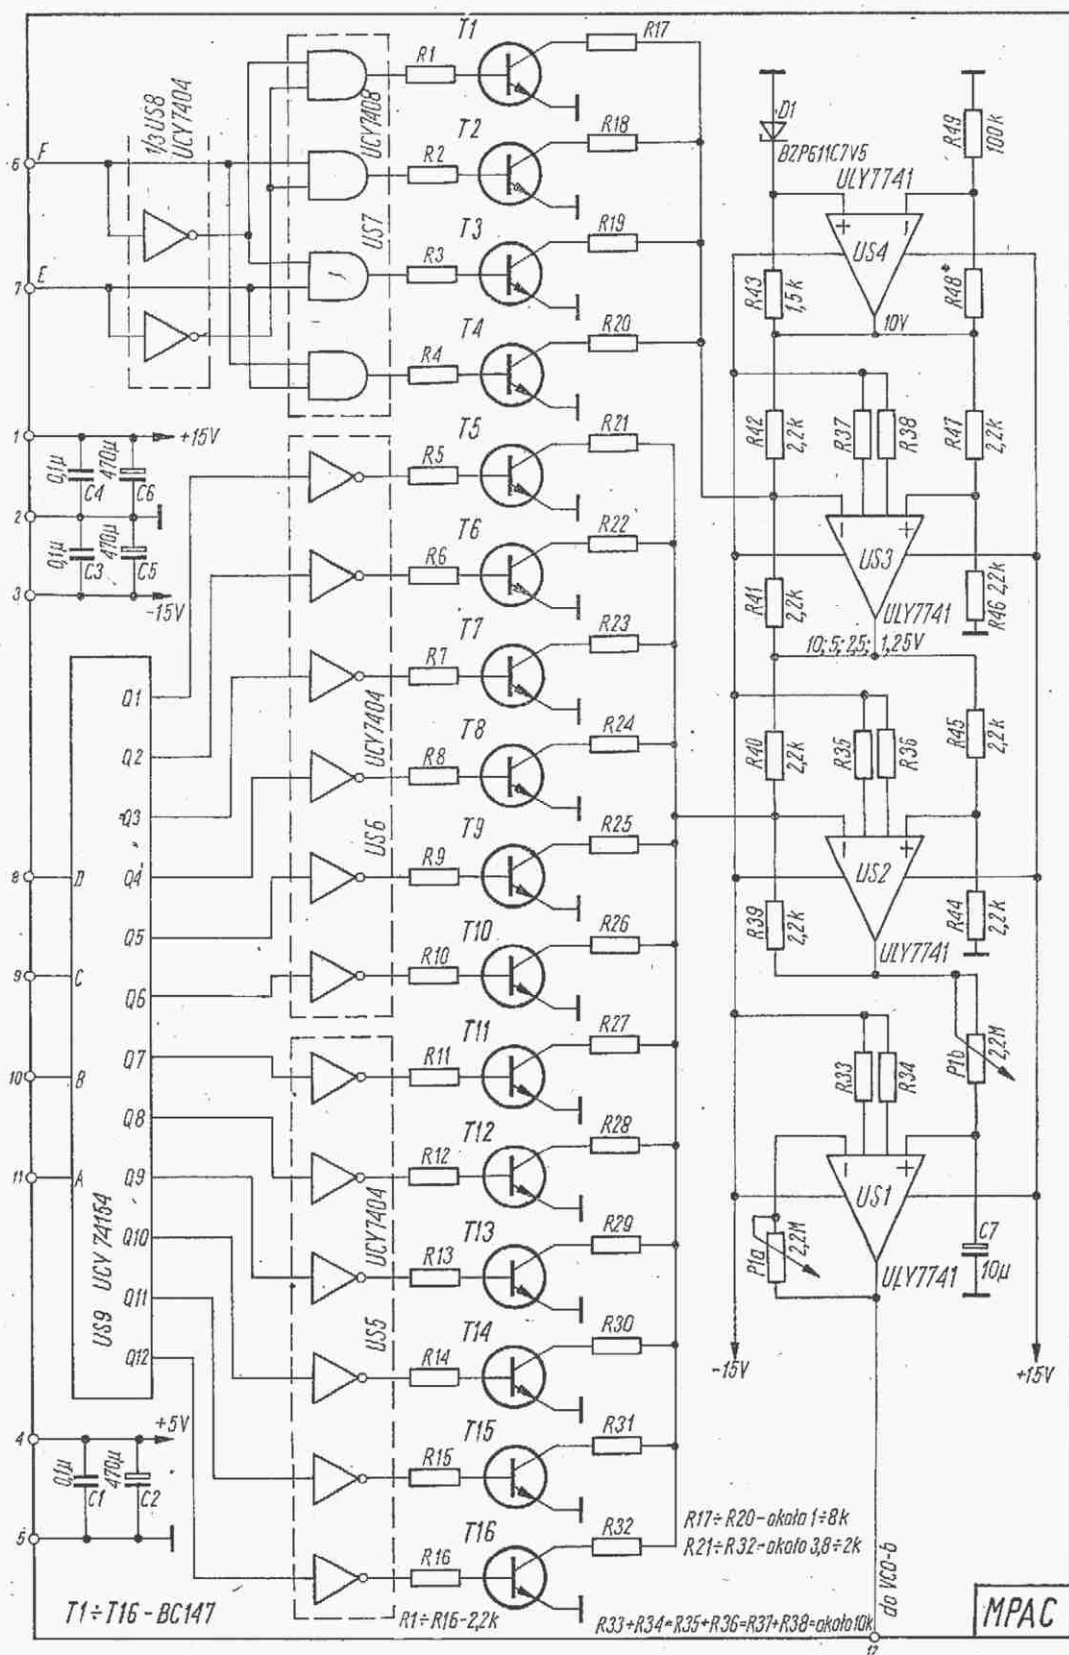 T1
R17
R1
UCY7408
D1
BZP611C7V5
R49
100k
1/3 US8
UCY7404
6
F
T2
R18
R2
ULY7741
+
US4
US7
T3
R19
R3
7
E
R43
1,5k
R48*
10V
T4
R20
R4
R42
2,2k
R37
R38
R47
2,2k
1
+15V
T5
R21
R5
0,1µ
C4
470µ
C6
2
US3
+
T6
R22
R6
0,1µ
C3
470µ
C5
R41
2,2k
R46 2,2k
ULY7741
3
-15V
T7
R23
R7
10; 5; 2,5; 1,25V
Q1
UCY7404
T8
R24
R8
R40
2,2k
R35
R36
R45
2,2k
Q2
Q3
US6
T9
R25
R9
+
US2
8
D
Q4
Q5
T10
R26
R10
R39
2,2k
R44
2,2k
ULY7741
9
C
Q6
T11
R27
R11
Q7
R33
R34
P1b
2,2M
10
B
Q8
T12
R28
R12
+
US1
11
A
Q9
UCY7404
T13
R29
R13
P1a
2,2M
C7
10µ
ULY7741
Q10
US9 UCY 74154
Q11
US5
T14
R30
R14
-15V
+15V
Q12
4
+5V
T15
R31
R15
0,1µ
C1
470µ
C2
5
T16
R32
R16
R17÷R20-około 1÷8k
R21÷R32-około 3,8÷2k
do VCO-6
T1÷T16-BC147
R1÷R16-2,2k
R33+R34=R35+R36=R37+R38=około10k
MPAC
12